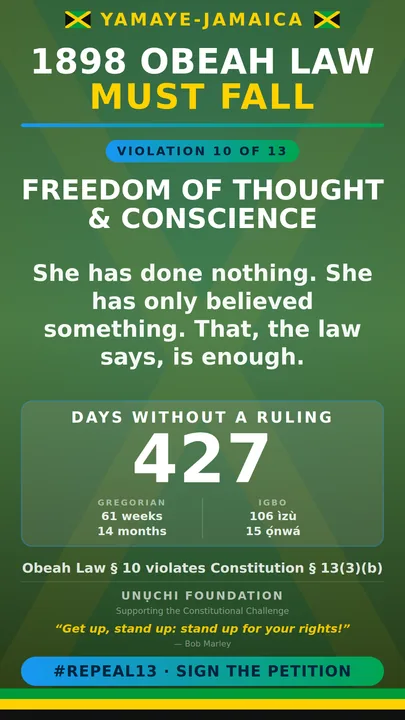 YAMAYE-JAMAICA
1898 OBEAH LAW
MUST FALL
VIOLATION 10 OF 13
FREEDOM OF THOUGHT
& CONSCIENCE
She has done nothing. She
has only believed
something. That, the law
says, is enough.
DAYS WITHOUT A RULING
427
GREGORIAN
61 weeks
14 months
IGBO
106 ìzù
15 ọ́nwá
Obeah Law § 10 violates Constitution § 13(3)(b)
UNỤCHI FOUNDATION
Supporting the Constitutional Challenge
“Get up, stand up: stand up for your rights!”
— Bob Marley
#REPEAL13 · SIGN THE PETITION